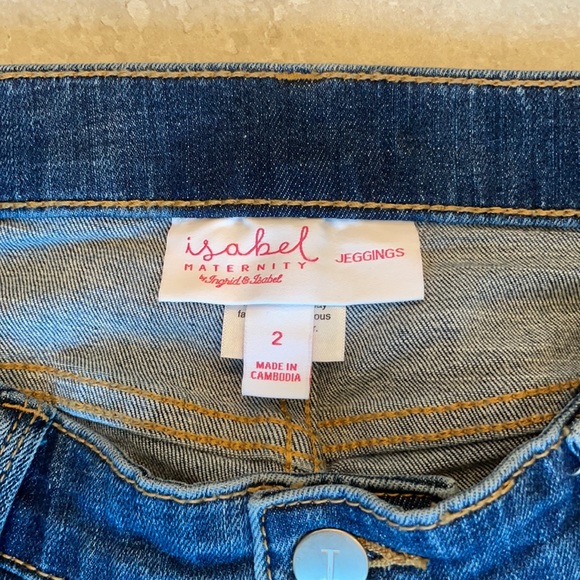 isabel
MATERNITY
by Ingrid & Isabel
JEGGINGS
2
MADE IN
CAMBODIA
I